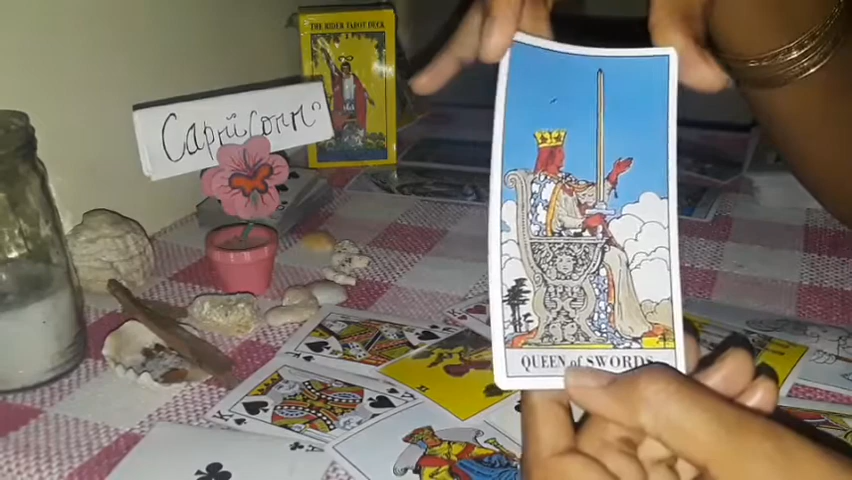 THE RIDER TAROT DECK
Capricorn
QUEEN of SWORDS.
K